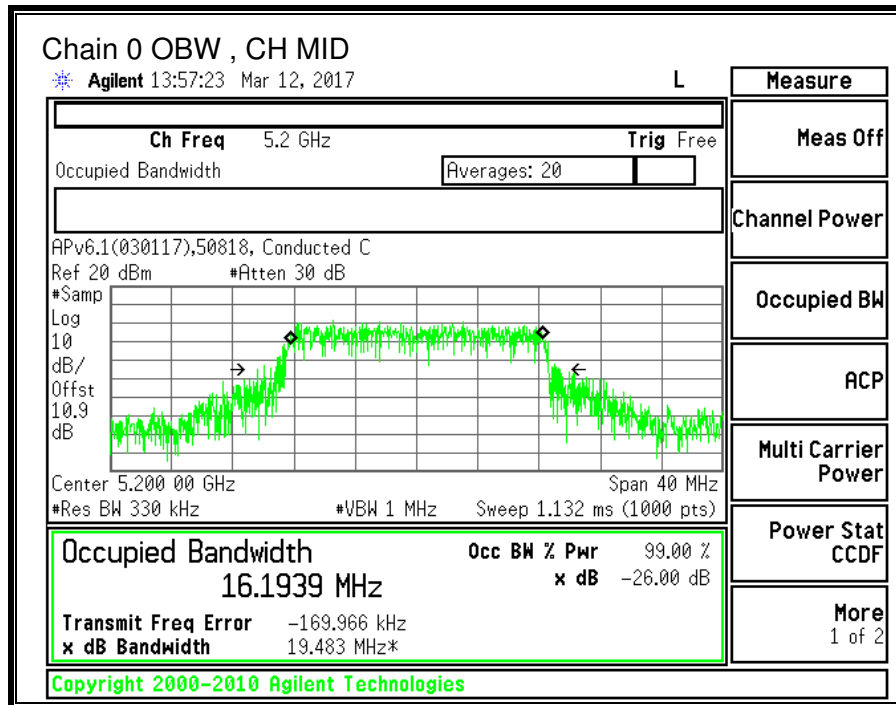 Chain 0 OBW , CH MID
Agilent 13:57:23 Mar 12, 2017 L
Measure
Ch Freq 5.2 GHz Trig Free
Occupied Bandwidth Averages: 20
APv6.1(030117),50818, Conducted C
Ref 20 dBm #Atten 30 dB
#Samp
Log
10
dB/
Offst
10.9
dB
Center 5.200 00 GHz Span 40 MHz
#Res BW 330 kHz #VBW 1 MHz Sweep 1.132 ms (1000 pts)
Occupied Bandwidth Occ BW % Pwr 99.00 %
16.1939 MHz x dB -26.00 dB
Transmit Freq Error -169.966 kHz
x dB Bandwidth 19.483 MHz*
Meas Off
Channel Power
Occupied BW
ACP
Multi Carrier
Power
Power Stat
CCDF
More
1 of 2
Copyright 2000-2010 Agilent Technologies